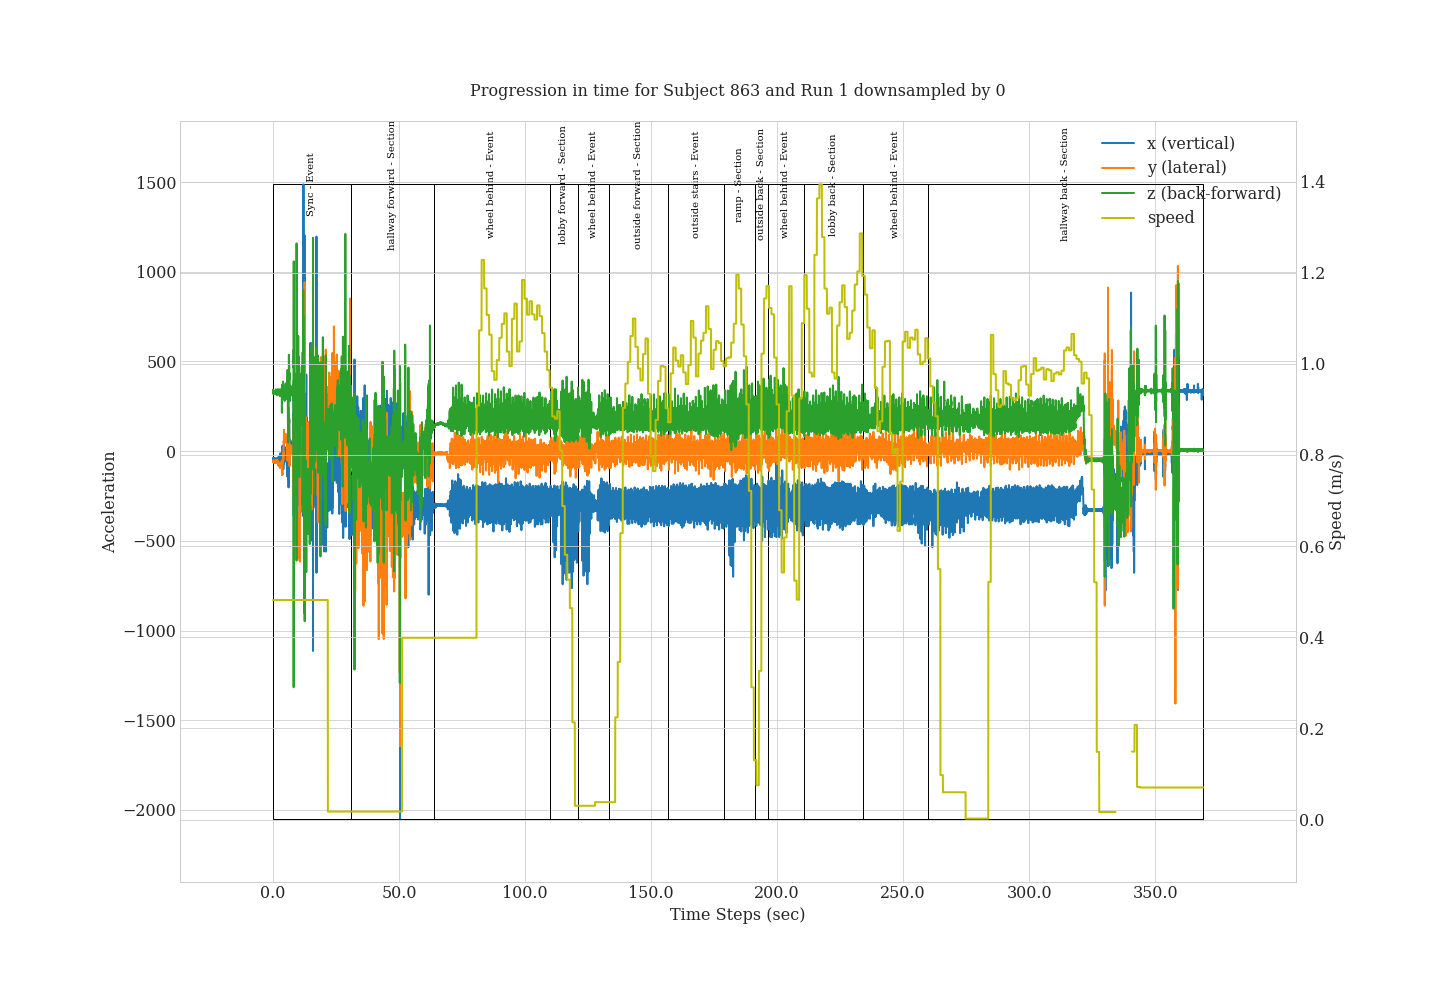 Progression in time for Subject 863 and Run 1 downsampled by 0
Sync - Event
hallway forward - Section
wheel behind - Event
lobby forward - Section
wheel behind - Event
outside forward - Section
outside stairs - Event
ramp - Section
outside back - Section
wheel behind - Event
lobby back - Section
wheel behind - Event
hallway back - Section
x (vertical)
y (lateral)
z (back-forward)
speed
1500
1000
500
0
−500
−1000
−1500
−2000
Acceleration
1.4
1.2
1.0
0.8
0.6
0.4
0.2
0.0
Speed (m/s)
0.0 50.0 100.0 150.0 200.0 250.0 300.0 350.0
Time Steps (sec)